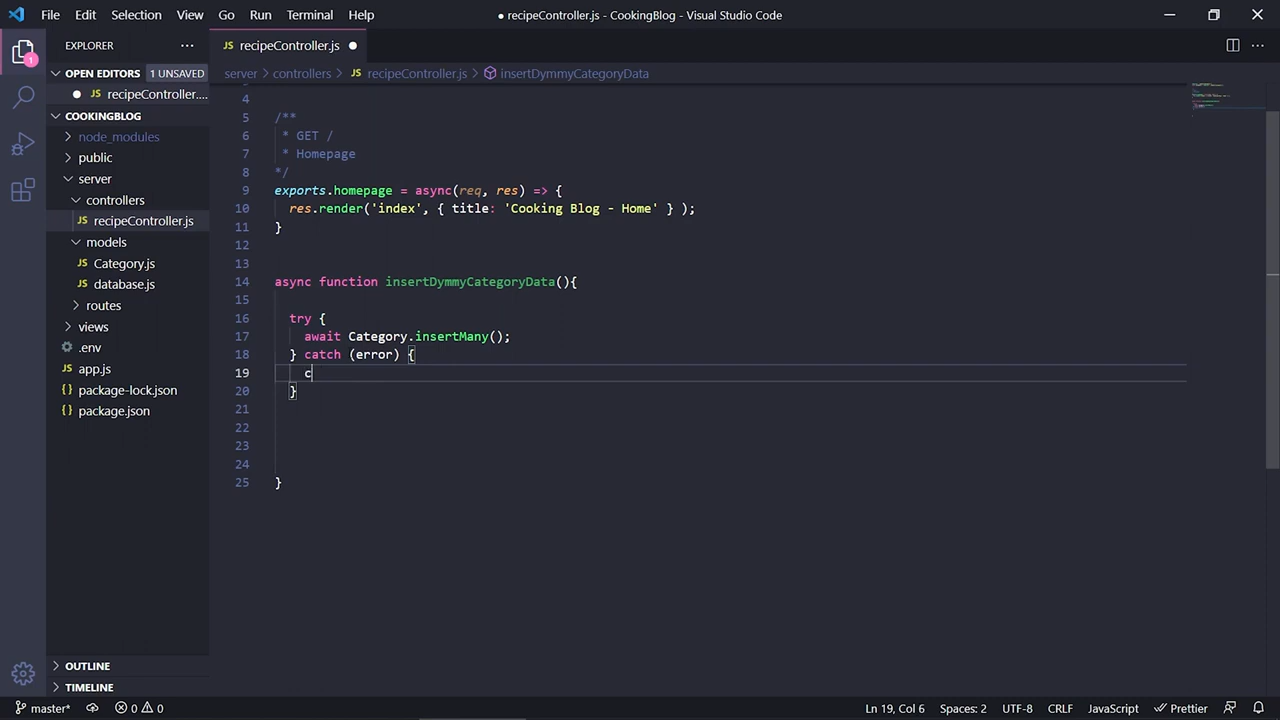 File Edit Selection View Go Run Terminal Help
● recipeController.js - CookingBlog - Visual Studio Code
EXPLORER
OPEN EDITORS 1 UNSAVED
JS recipeController....
COOKINGBLOG
node_modules
public
server
controllers
JS recipeController.js
models
JS Category.js
JS database.js
routes
views
.env
JS app.js
{} package-lock.json
{} package.json
OUTLINE
TIMELINE
1
JS recipeController.js
server > controllers > JS recipeController.js > insertDymmyCategoryData
4
5 /**
6 * GET /
7 * Homepage
8 */
9 exports.homepage = async(req, res) => {
10 res.render('index', { title: 'Cooking Blog - Home' } );
11 }
12
13
14 async function insertDymmyCategoryData(){
15
16 try {
17 await Category.insertMany();
18 } catch (error) {
19 c
20 }
21
22
23
24
25 }
master* 0 0 Ln 19, Col 6 Spaces: 2 UTF-8 CRLF JavaScript Prettier